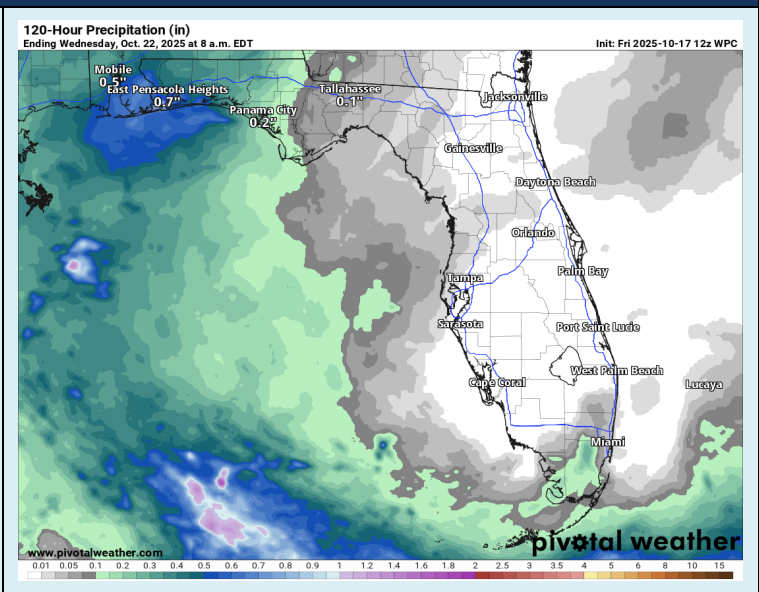 120-Hour Precipitation (in)
Ending Wednesday, Oct. 22, 2025 at 8 a.m. EDT
Init: Fri 2025-10-17 12z WPC
Mobile
0.5"
East Pensacola Heights
0.7"
Panama City
0.2"
Tallahassee
0.1"
Jacksonville
Gainesville
Daytona Beach
Orlando
Tampa
Palm Bay
Sarasota
Port Saint Lucie
West Palm Beach
Cape Coral
Lucaya
Miami
pivotal weather
www.pivotalweather.com
0.01 0.05 0.1 0.2 0.3 0.4 0.5 0.6 0.7 0.8 0.9 1 1.2 1.4 1.6 1.8 2 2.5 3 3.5 4 5 6 8 10 15